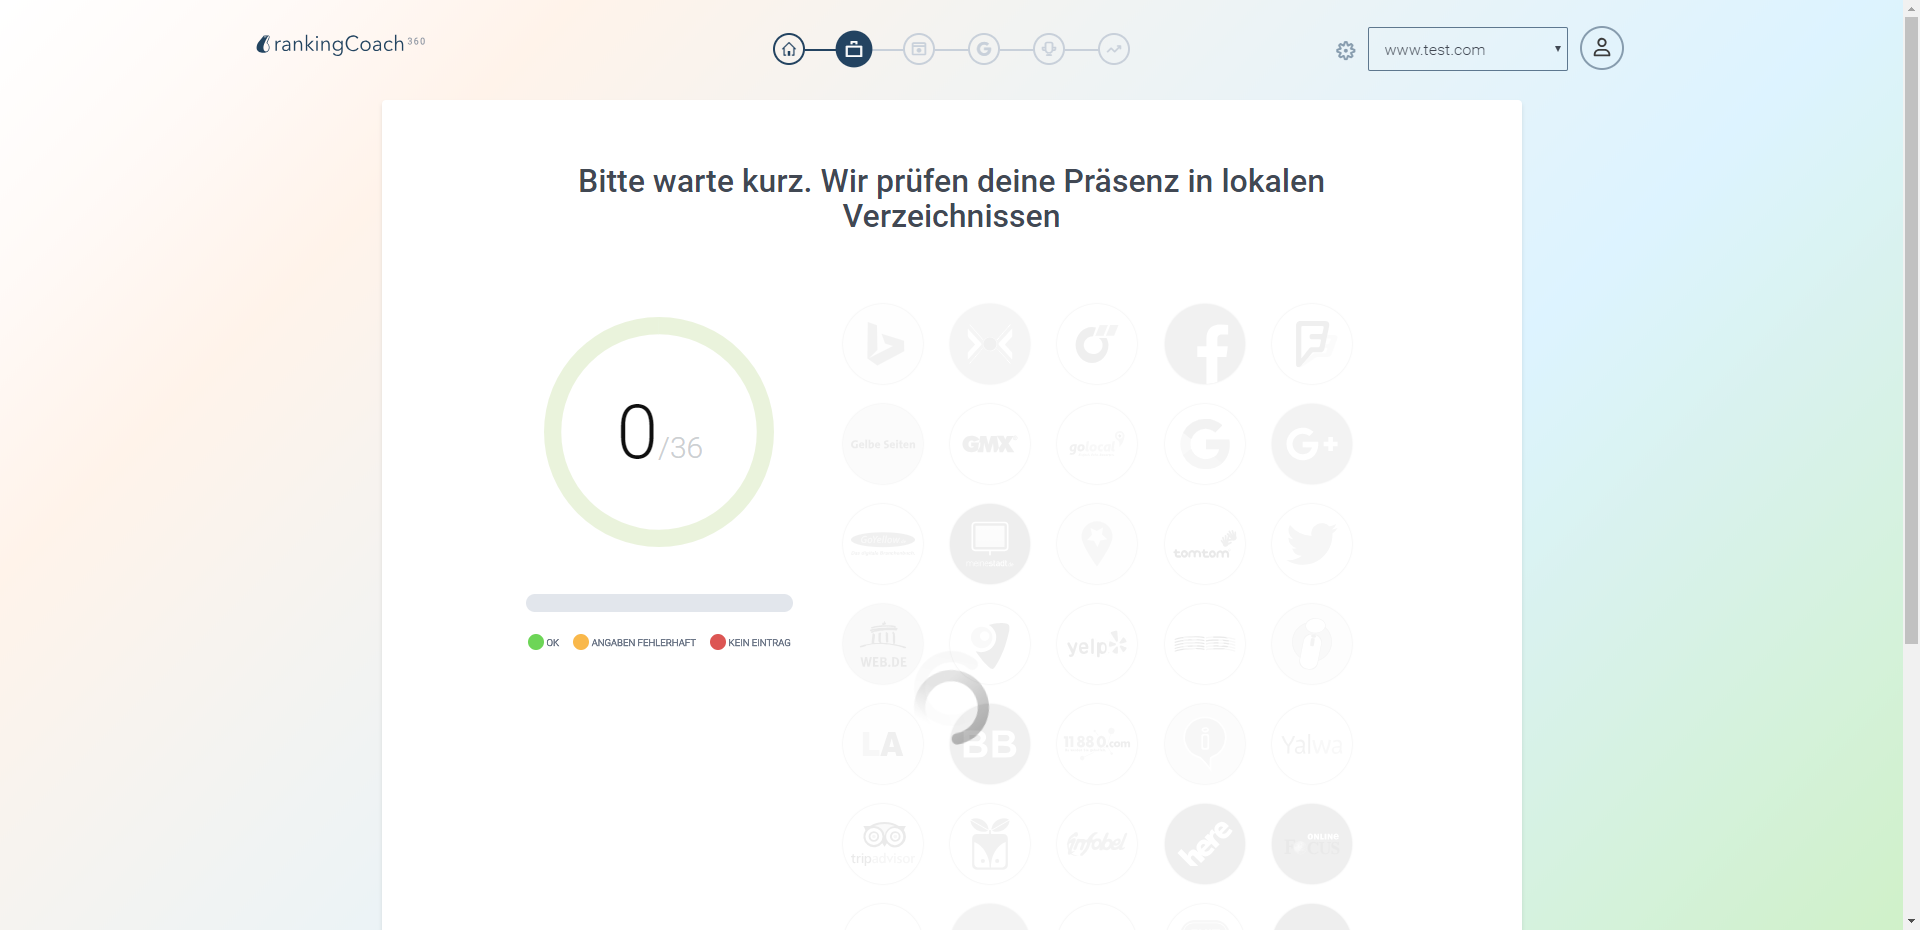 rankingCoach 360
www.test.com
Bitte warte kurz. Wir prüfen deine Präsenz in lokalen
Verzeichnissen
0/36
OK
ANGABEN FEHLERHAFT
KEIN EINTRAG
Gelbe Seiten
GMX
golocal
G
G+
tomtom
WEB.DE
yelp
LA
BB
11880.com
Yalwa
tripadvisor
infobel
here
ONLINE
FOCUS